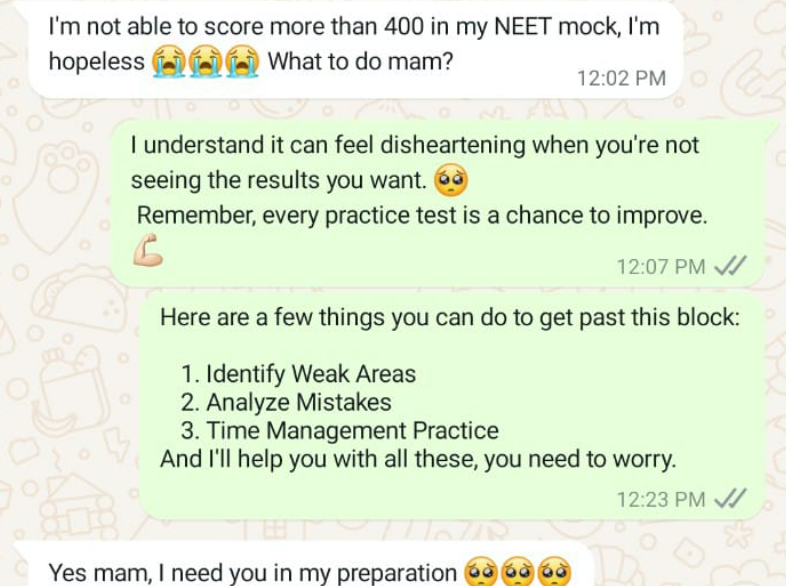 I'm not able to score more than 400 in my NEET mock, I'm
hopeless 😭😭😭 What to do mam?
12:02 PM
I understand it can feel disheartening when you're not
seeing the results you want. 🥺
Remember, every practice test is a chance to improve.
💪🏼
12:07 PM
Here are a few things you can do to get past this block:
1. Identify Weak Areas
2. Analyze Mistakes
3. Time Management Practice
And I'll help you with all these, you need to worry.
12:23 PM
Yes mam, I need you in my preparation 🥺🥺🥺